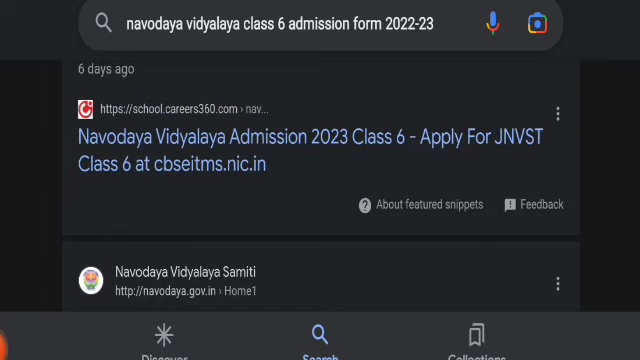 navodaya vidyalaya class 6 admission form 2022-23
6 days ago
https://school.careers360.com › nav...
Navodaya Vidyalaya Admission 2023 Class 6 - Apply For JNVST
Class 6 at cbseitms.nic.in
About featured snippets
Feedback
Navodaya Vidyalaya Samiti
http://navodaya.gov.in › Home1
Discover
Search
Collections